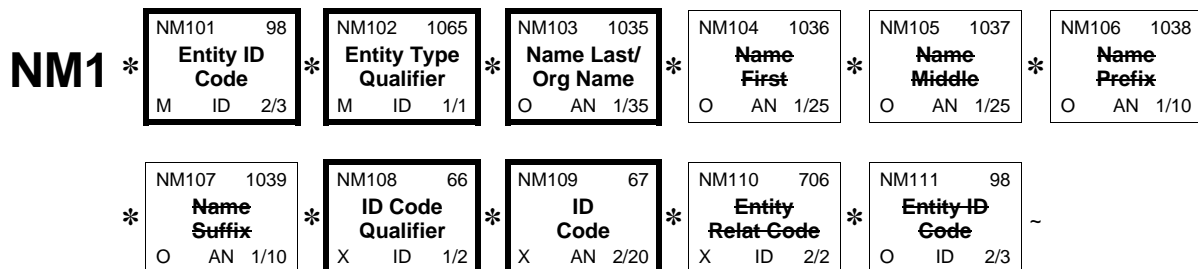 NM101 98 NM102 1065 NM103 1035 NM104 1036 NM105 1037 NM106 1038
NM1 * Entity ID Code * Entity Type Qualifier * Name Last/ Org Name * Name First * Name Middle * Name Prefix
M ID 2/3 M ID 1/1 O AN 1/35 O AN 1/25 O AN 1/25 O AN 1/10
NM107 1039 NM108 66 NM109 67 NM110 706 NM111 98
* Name Suffix * ID Code Qualifier * ID Code * Entity Relat Code * Entity ID Code ~
O AN 1/10 X ID 1/2 X AN 2/20 X ID 2/2 O ID 2/3